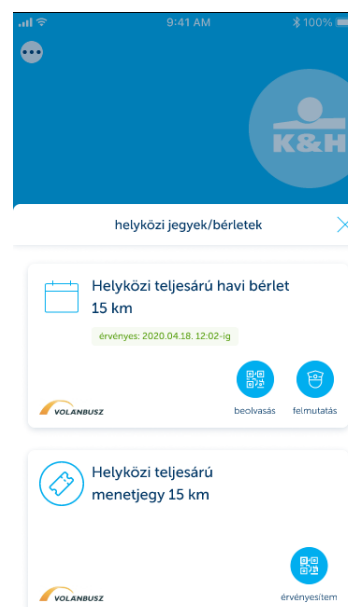 9:41 AM
100%
K&H
helyközi jegyek/bérletek
Helyközi teljesárú havi bérlet
15 km
érvényes: 2020.04.18. 12:02-ig
VOLANBUSZ
beolvasás
felmutatás
Helyközi teljesárú
menetjegy 15 km
VOLANBUSZ
érvényesítem